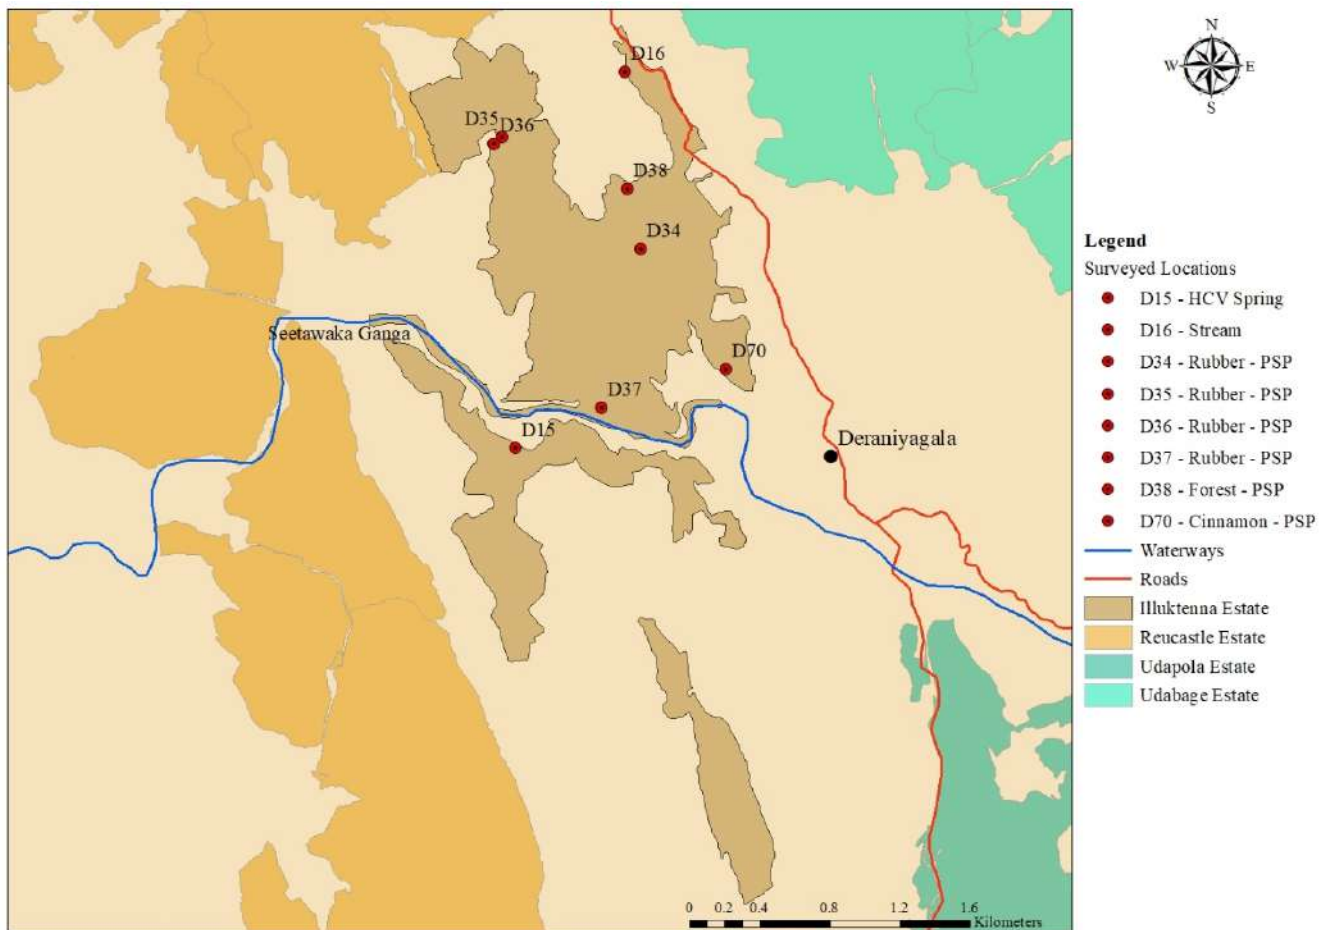 N
W E
S
D16
D35 D36
D38
D34
Seetawaka Ganga
D70
D37
D15
Deraniyagala
0 0.2 0.4 0.8 1.2 1.6
Kilometers
Legend
Surveyed Locations
D15 - HCV Spring
D16 - Stream
D34 - Rubber - PSP
D35 - Rubber - PSP
D36 - Rubber - PSP
D37 - Rubber - PSP
D38 - Forest - PSP
D70 - Cinnamon - PSP
Waterways
Roads
Illuktenna Estate
Reucastle Estate
Udapola Estate
Udabage Estate